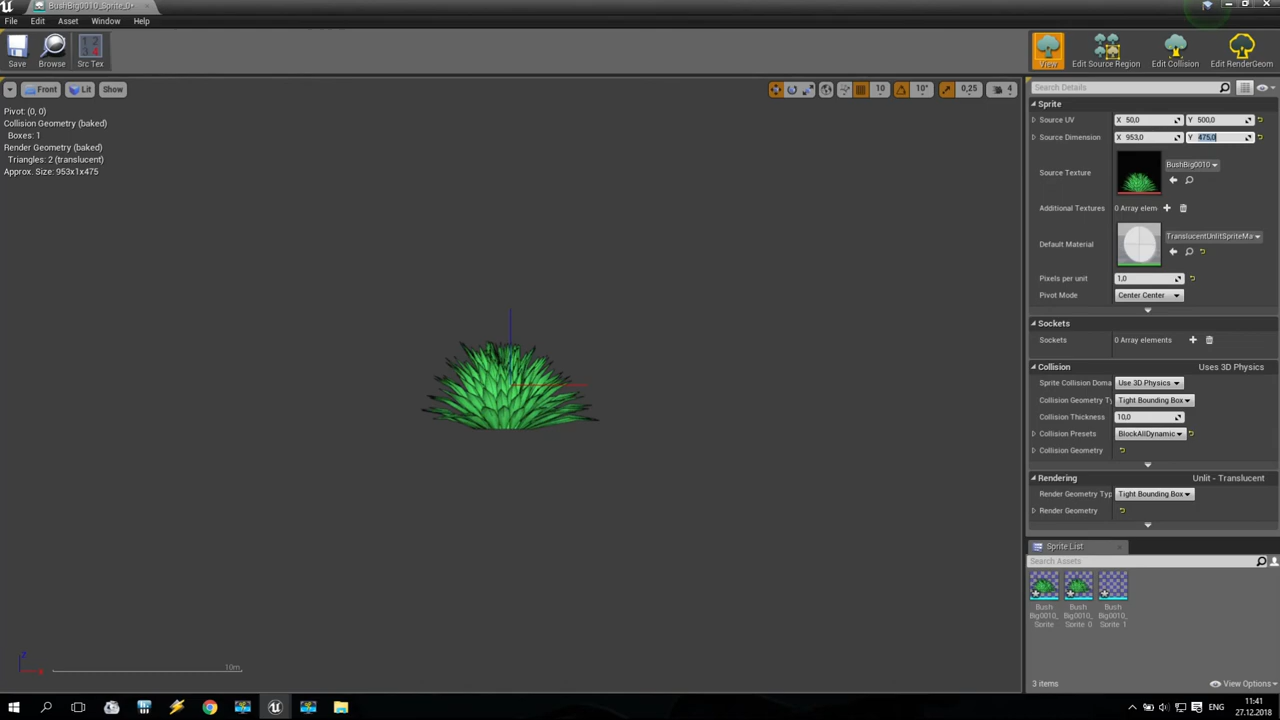 BushBig0010_Sprite_0*
File Edit Asset Window Help
Save Browse Src Tex
View Edit Source Region Edit Collision Edit RenderGeom
Front Lit Show
10 10° 0,25 4
Pivot: (0, 0)
Collision Geometry (baked)
Boxes: 1
Render Geometry (baked)
Triangles: 2 (translucent)
Approx. Size: 953x1x475
Search Details
Sprite
Source UV X 50,0 Y 500,0
Source Dimension X 953,0 Y 475,0
Source Texture BushBig0010
Additional Textures 0 Array elem
Default Material TranslucentUnlitSpriteMa
Pixels per unit 1,0
Pivot Mode Center Center
Sockets
Sockets 0 Array elements
Collision Uses 3D Physics
Sprite Collision Doma Use 3D Physics
Collision Geometry Ty Tight Bounding Box
Collision Thickness 10,0
Collision Presets BlockAllDynamic
Collision Geometry
Rendering Unlit - Translucent
Render Geometry Typ Tight Bounding Box
Render Geometry
Sprite List
Search Assets
Bush Bush Bush
Big0010_ Big0010_ Big0010_
Sprite Sprite_0 Sprite_1
3 items View Options
Z
X
10m
ENG
11:41
27.12.2018